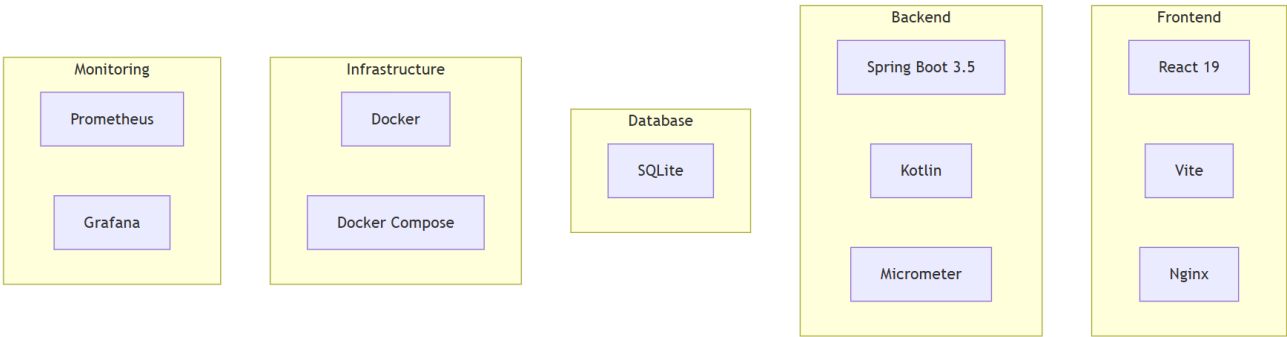 Monitoring
Prometheus
Grafana
Infrastructure
Docker
Docker Compose
Database
SQLite
Backend
Spring Boot 3.5
Kotlin
Micrometer
Frontend
React 19
Vite
Nginx